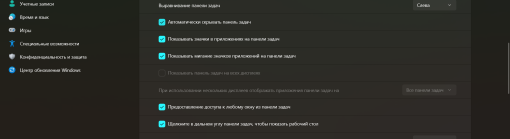 Учетные записи
Время и язык
Игры
Специальные возможности
Конфиденциальность и защита
Центр обновления Windows
Выравнивание панели задач
Слева
Автоматически скрывать панель задач
Показывать значки в приложениях на панели задач
Показывать мигание значков приложений на панели задач
Показывать панель задач на всех дисплеях
При использовании нескольких дисплеев отображать приложения панели задач на
Все панели задач
Предоставление доступа к любому окну из панели задач
Щелкните в дальнем углу панели задач, чтобы показать рабочий стол